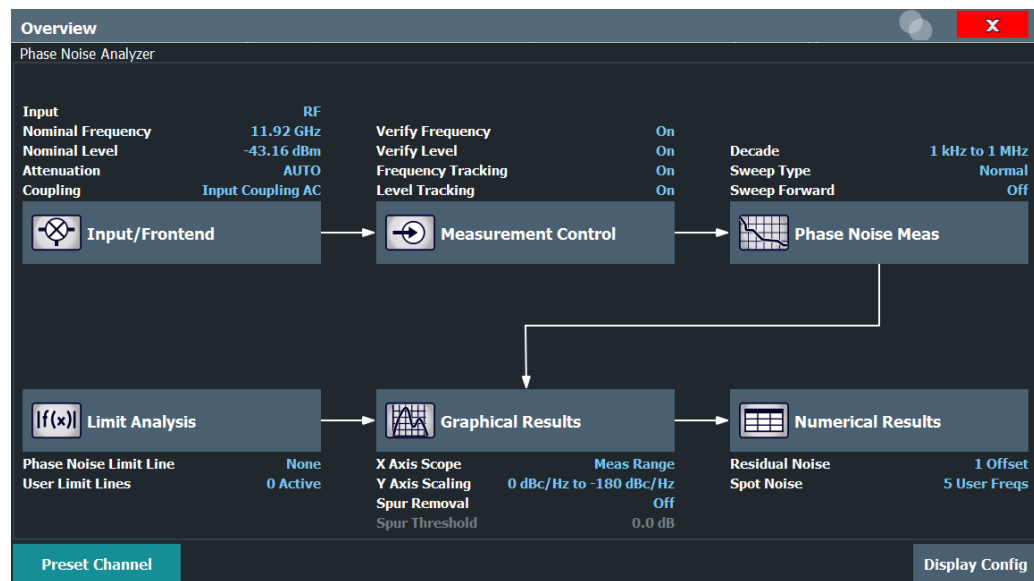 Overview
X
Phase Noise Analyzer
Input RF
Nominal Frequency 11.92 GHz
Nominal Level -43.16 dBm
Attenuation AUTO
Coupling Input Coupling AC
Input/Frontend
Verify Frequency On
Verify Level On
Frequency Tracking On
Level Tracking On
Measurement Control
Decade 1 kHz to 1 MHz
Sweep Type Normal
Sweep Forward Off
Phase Noise Meas
|f(x)| Limit Analysis
Phase Noise Limit Line None
User Limit Lines 0 Active
Graphical Results
X Axis Scope Meas Range
Y Axis Scaling 0 dBc/Hz to -180 dBc/Hz
Spur Removal Off
Spur Threshold 0.0 dB
Numerical Results
Residual Noise 1 Offset
Spot Noise 5 User Freqs
Preset Channel
Display Config